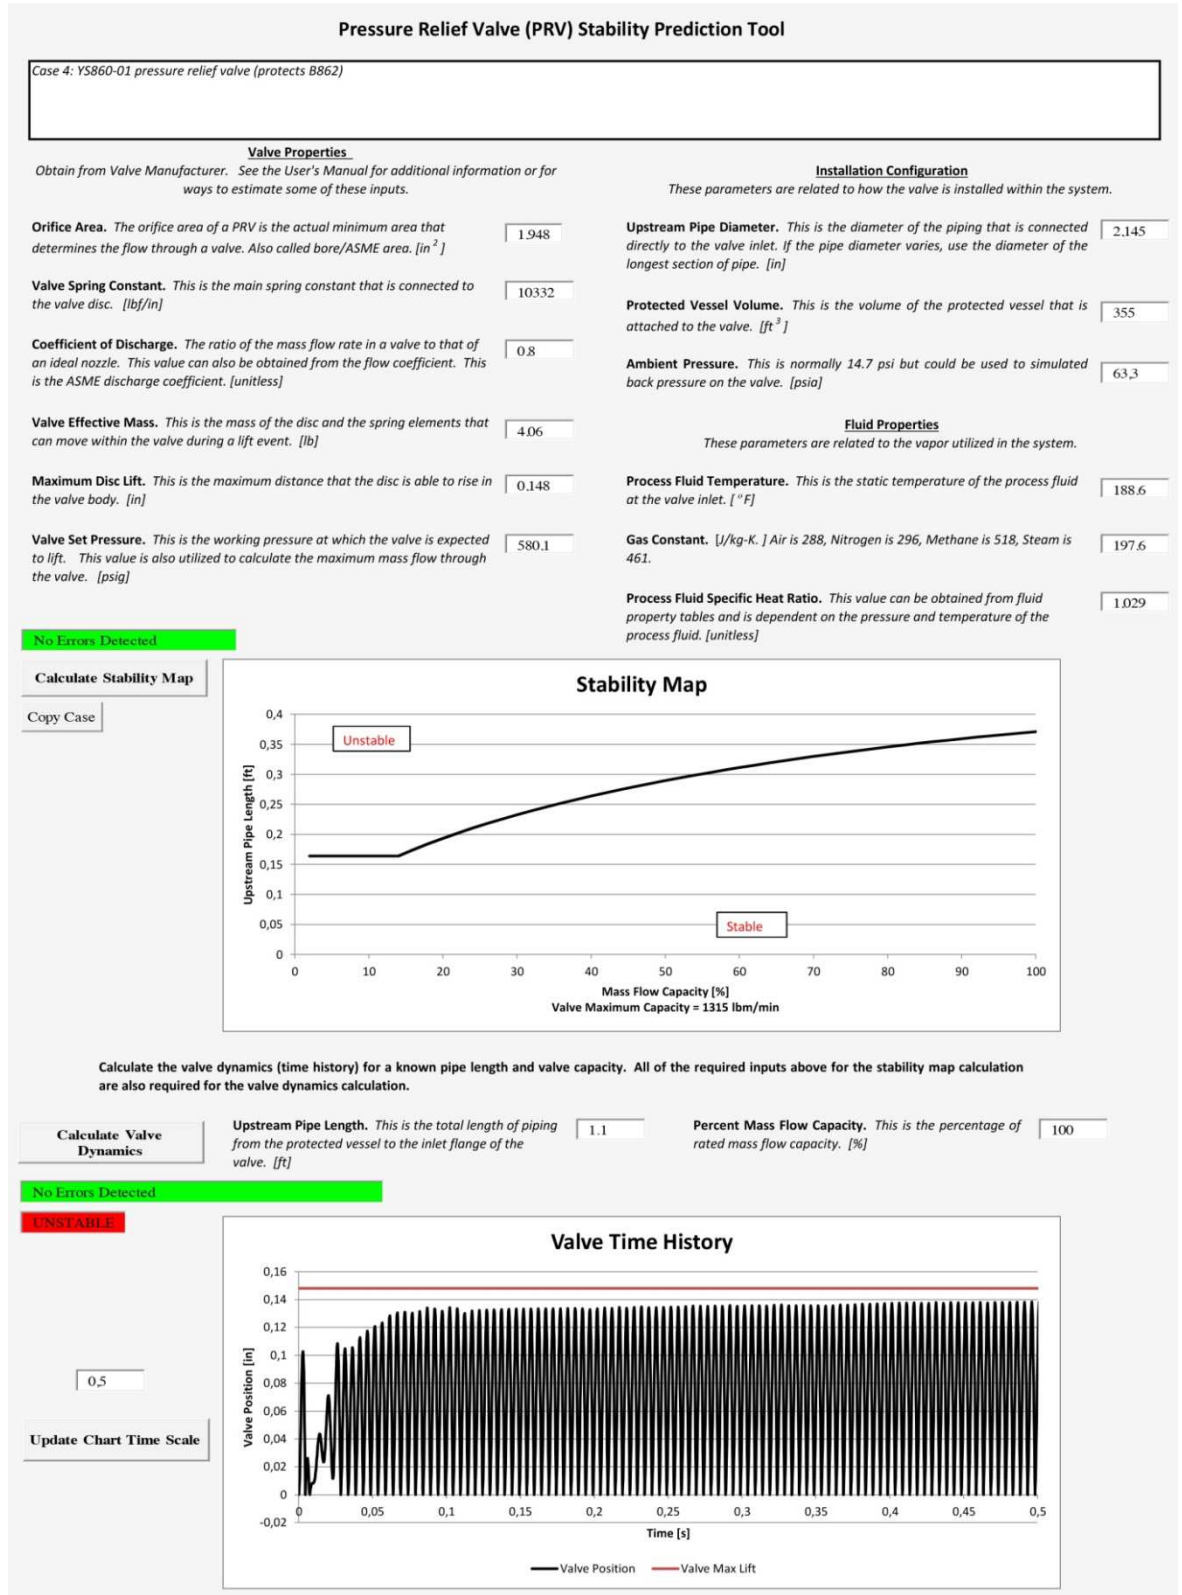 Pressure Relief Valve (PRV) Stability Prediction Tool
Case 4: YS860-01 pressure relief valve (protects B862)
Valve Properties
Obtain from Valve Manufacturer. See the User's Manual for additional information or for
ways to estimate some of these inputs.
Orifice Area. The orifice area of a PRV is the actual minimum area that
determines the flow through a valve. Also called bore/ASME area. [in 2 ]
1.948
Valve Spring Constant. This is the main spring constant that is connected to
the valve disc. [lbf/in]
10332
Coefficient of Discharge. The ratio of the mass flow rate in a valve to that of
an ideal nozzle. This value can also be obtained from the flow coefficient. This
is the ASME discharge coefficient. [unitless]
0.8
Valve Effective Mass. This is the mass of the disc and the spring elements that
can move within the valve during a lift event. [lb]
4.06
Maximum Disc Lift. This is the maximum distance that the disc is able to rise in
the valve body. [in]
0.148
Valve Set Pressure. This is the working pressure at which the valve is expected
to lift. This value is also utilized to calculate the maximum mass flow through
the valve. [psig]
580.1
Installation Configuration
These parameters are related to how the valve is installed within the system.
Upstream Pipe Diameter. This is the diameter of the piping that is connected
directly to the valve inlet. If the pipe diameter varies, use the diameter of the
longest section of pipe. [in]
2.145
Protected Vessel Volume. This is the volume of the protected vessel that is
attached to the valve. [ft 3 ]
355
Ambient Pressure. This is normally 14.7 psi but could be used to simulated
back pressure on the valve. [psia]
63,3
Fluid Properties
These parameters are related to the vapor utilized in the system.
Process Fluid Temperature. This is the static temperature of the process fluid
at the valve inlet. [ °F]
188.6
Gas Constant. [J/kg-K. ] Air is 288, Nitrogen is 296, Methane is 518, Steam is
461.
197.6
Process Fluid Specific Heat Ratio. This value can be obtained from fluid
property tables and is dependent on the pressure and temperature of the
process fluid. [unitless]
1.029
No Errors Detected
Calculate Stability Map
Copy Case
Stability Map
0,4
0,35
0,3
0,25
0,2
0,15
0,1
0,05
0
Upstream Pipe Length [ft]
Unstable
Stable
0 10 20 30 40 50 60 70 80 90 100
Mass Flow Capacity [%]
Valve Maximum Capacity = 1315 lbm/min
Calculate the valve dynamics (time history) for a known pipe length and valve capacity. All of the required inputs above for the stability map calculation
are also required for the valve dynamics calculation.
Calculate Valve
Dynamics
Upstream Pipe Length. This is the total length of piping
from the protected vessel to the inlet flange of the
valve. [ft]
1.1
Percent Mass Flow Capacity. This is the percentage of
rated mass flow capacity. [%]
100
No Errors Detected
UNSTABLE
0,5
Update Chart Time Scale
Valve Time History
0,16
0,14
0,12
0,1
0,08
0,06
0,04
0,02
0
-0,02
Valve Position [in]
0 0,05 0,1 0,15 0,2 0,25 0,3 0,35 0,4 0,45 0,5
Time [s]
Valve Position Valve Max Lift